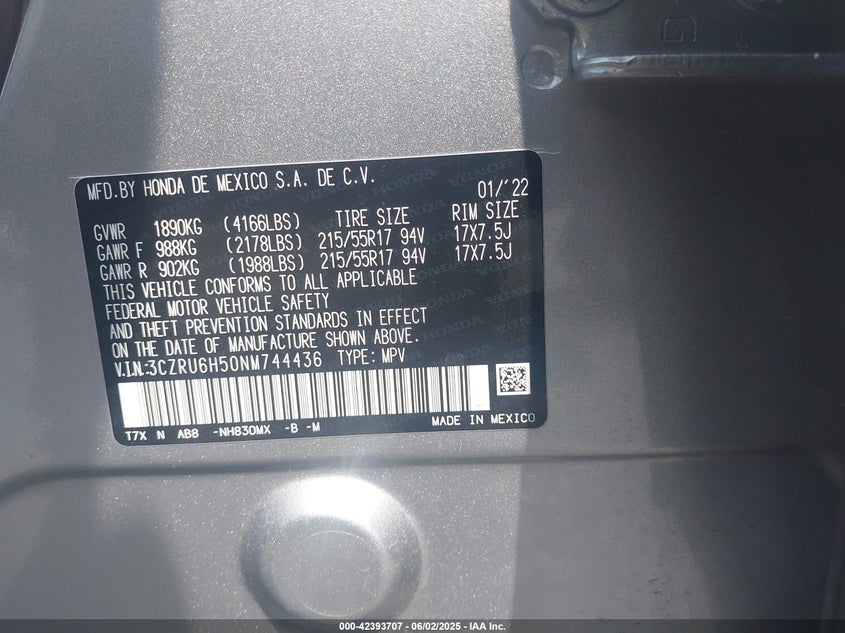 G
MFD.BY HONDA DE MEXICO S.A. DE C.V. 01/'22
GVWR 1890KG (4166LBS) TIRE SIZE RIM SIZE
GAWR F 988KG (2178LBS) 215/55R17 94V 17X7.5J
GAWR R 902KG (1988LBS) 215/55R17 94V 17X7.5J
THIS VEHICLE CONFORMS TO ALL APPLICABLE
FEDERAL MOTOR VEHICLE SAFETY
AND THEFT PREVENTION STANDARDS IN EFFECT
ON THE DATE OF MANUFACTURE SHOWN ABOVE.
V.I.N:3CZRU6H50NM744436 TYPE: MPV
T7X N AB8 -NH830MX -B -M MADE IN MEXICO
000-42393707 - 06/02/2025 - IAA Inc.